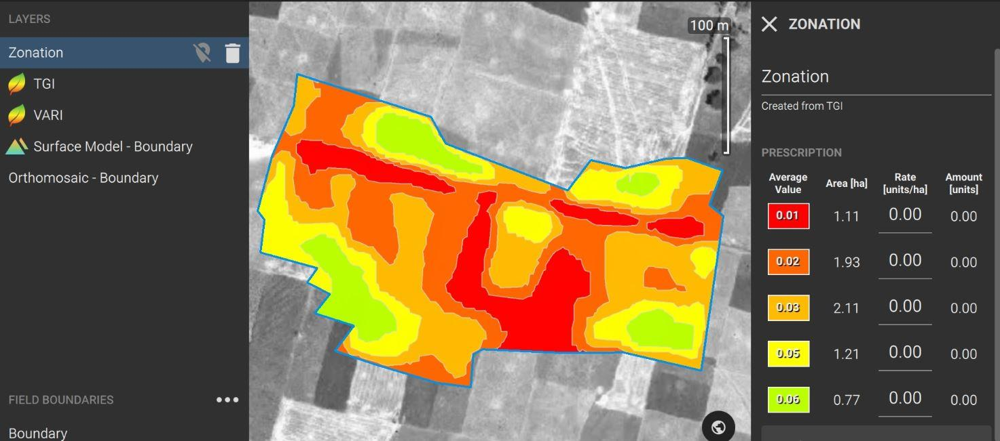 LAYERS
Zonation
TGI
VARI
Surface Model - Boundary
Orthomosaic - Boundary
FIELD BOUNDARIES
Boundary
100 m
ZONATION
Zonation
Created from TGI
PRESCRIPTION
Average Value Area [ha] Rate [units/ha] Amount [units]
0.01 1.11 0.00 0.00
0.02 1.93 0.00 0.00
0.03 2.11 0.00 0.00
0.05 1.21 0.00 0.00
0.06 0.77 0.00 0.00